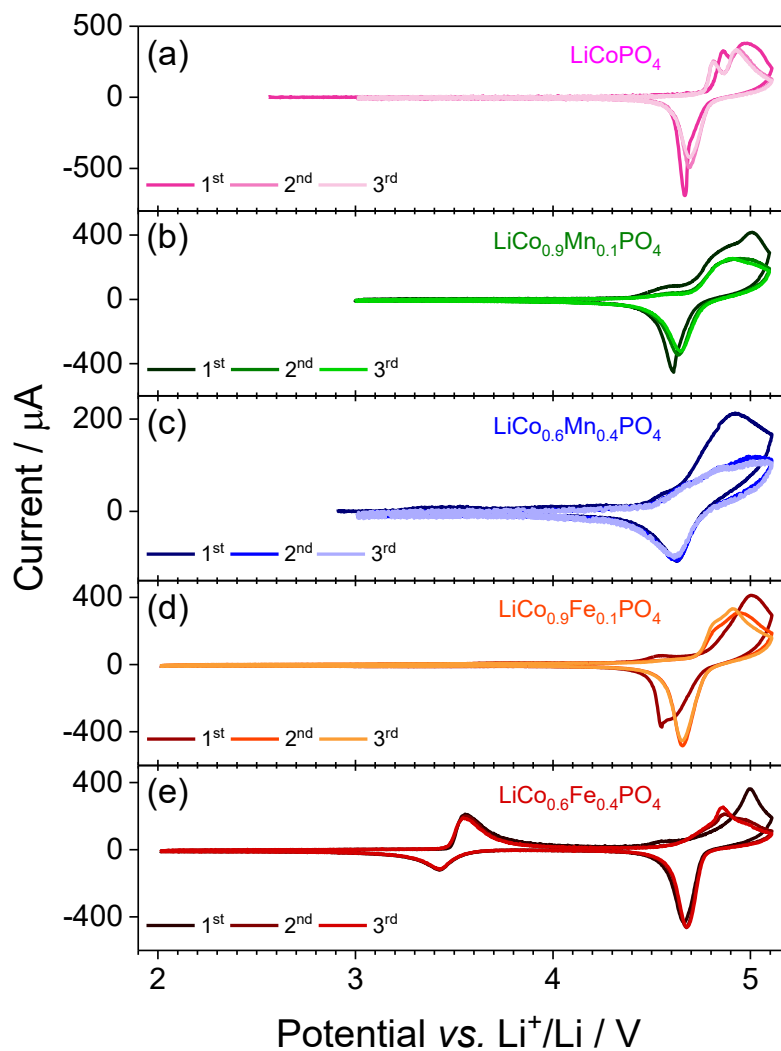 500
(a)
LiCoPO₄
0
-500
1ˢᵗ 2ⁿᵈ 3ʳᵈ
400
(b)
LiCo₀.₉Mn₀.₁PO₄
0
-400
1ˢᵗ 2ⁿᵈ 3ʳᵈ
200
(c)
LiCo₀.₆Mn₀.₄PO₄
0
1ˢᵗ 2ⁿᵈ 3ʳᵈ
400
(d)
LiCo₀.₉Fe₀.₁PO₄
0
-400
1ˢᵗ 2ⁿᵈ 3ʳᵈ
400
(e)
LiCo₀.₆Fe₀.₄PO₄
0
-400
1ˢᵗ 2ⁿᵈ 3ʳᵈ
2 3 4 5
Current / μA
Potential vs. Li⁺/Li / V